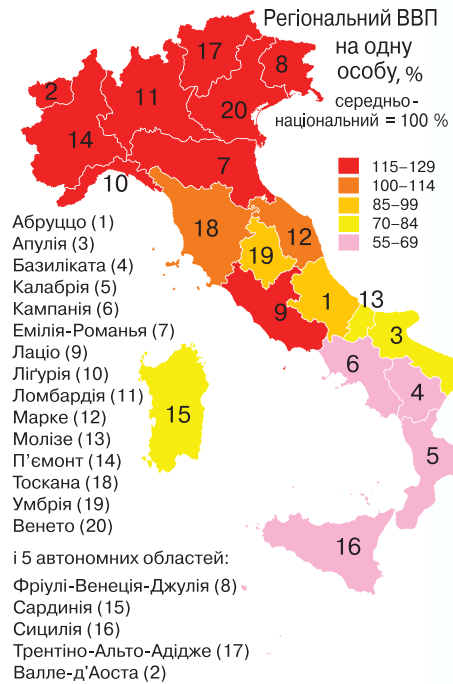 Регіональний ВВП
на одну
особу, %
середньо-
національний = 100 %
115–129
100–114
85–99
70–84
55–69
17
8
2
11
20
14
7
10
18
12
19
9
1
13
3
6
4
15
5
16
Абруццо (1)
Апулія (3)
Базиліката (4)
Калабрія (5)
Кампанія (6)
Емілія-Романья (7)
Лаціо (9)
Ліґурія (10)
Ломбардія (11)
Марке (12)
Молізе (13)
П’ємонт (14)
Тоскана (18)
Умбрія (19)
Венето (20)
і 5 автономних областей:
Фріулі-Венеція-Джулія (8)
Сардинія (15)
Сицилія (16)
Трентіно-Альто-Адідже (17)
Валле-д’Аоста (2)